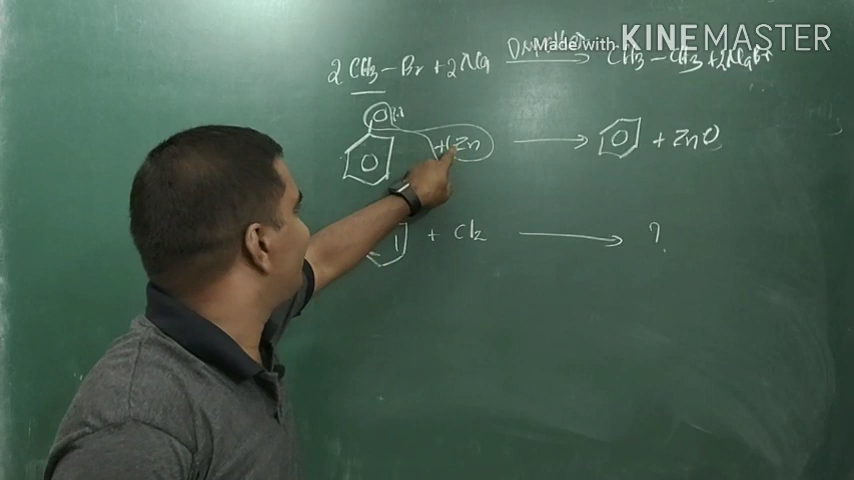 Made with KINEMASTER
2 CH3 - Br + 2Na → CH3 - CH3 + 2NaBr
+ Zn → + ZnO
+ Cl2 → ?